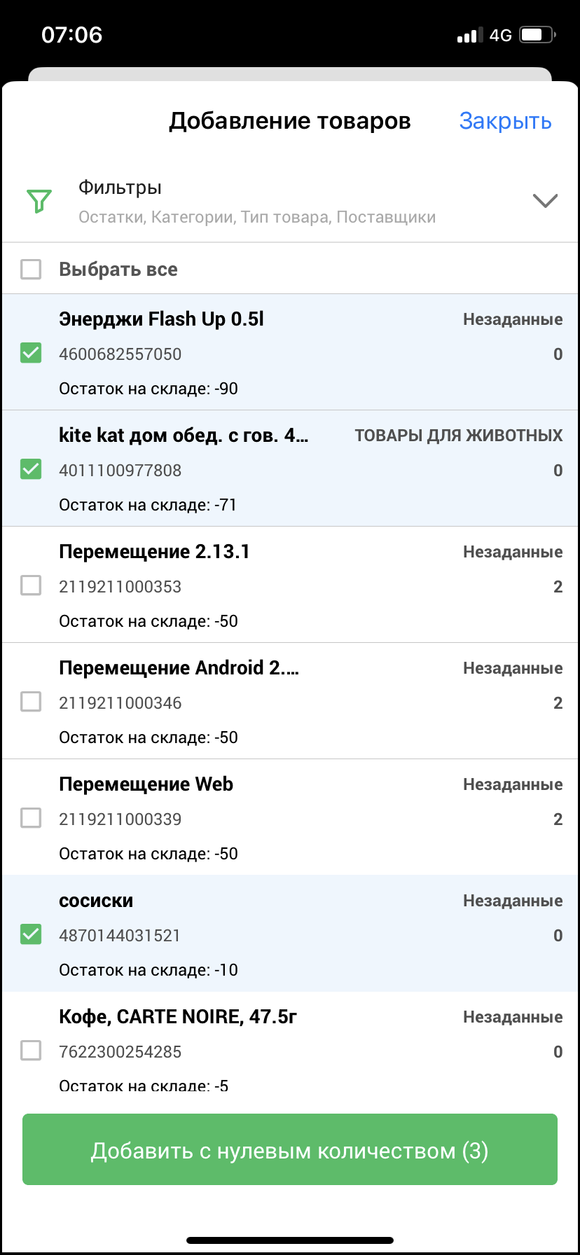 07:06 4G
Добавление товаров Закрыть
Фильтры
Остатки, Категории, Тип товара, Поставщики
Выбрать все
Энерджи Flash Up 0.5l Незаданные
4600682557050 0
Остаток на складе: -90
kite kat дом обед. с гов. 4... ТОВАРЫ ДЛЯ ЖИВОТНЫХ
4011100977808 0
Остаток на складе: -71
Перемещение 2.13.1 Незаданные
2119211000353 2
Остаток на складе: -50
Перемещение Android 2.... Незаданные
2119211000346 2
Остаток на складе: -50
Перемещение Web Незаданные
2119211000339 2
Остаток на складе: -50
сосиски Незаданные
4870144031521 0
Остаток на складе: -10
Кофе, CARTE NOIRE, 47.5г Незаданные
7622300254285 0
Остаток на складе: -5
Добавить с нулевым количеством (3)